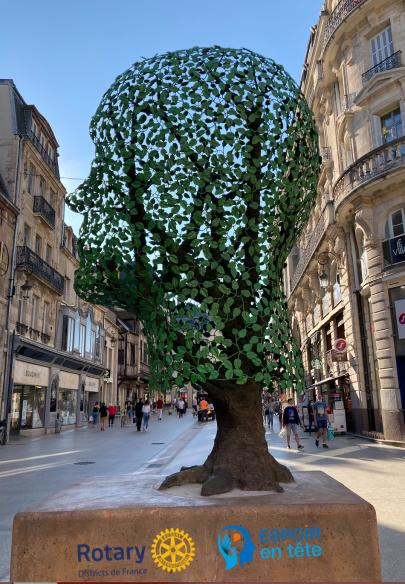 Rotary
Districts de France
ESPOIR
en tête